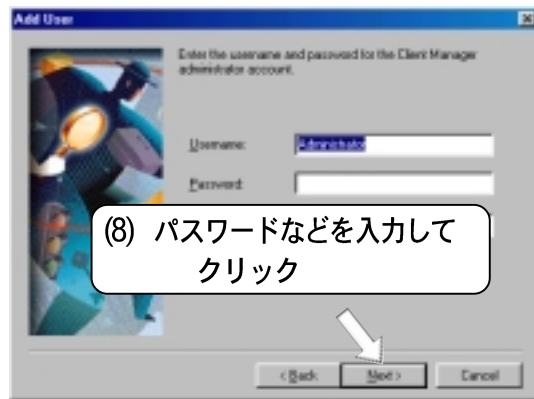 Add User
Enter the username and password for the Client Manager
administrator account.
Username:
Administrator
Password:
(8) パスワードなどを入力して
クリック
< Back
Next >
Cancel